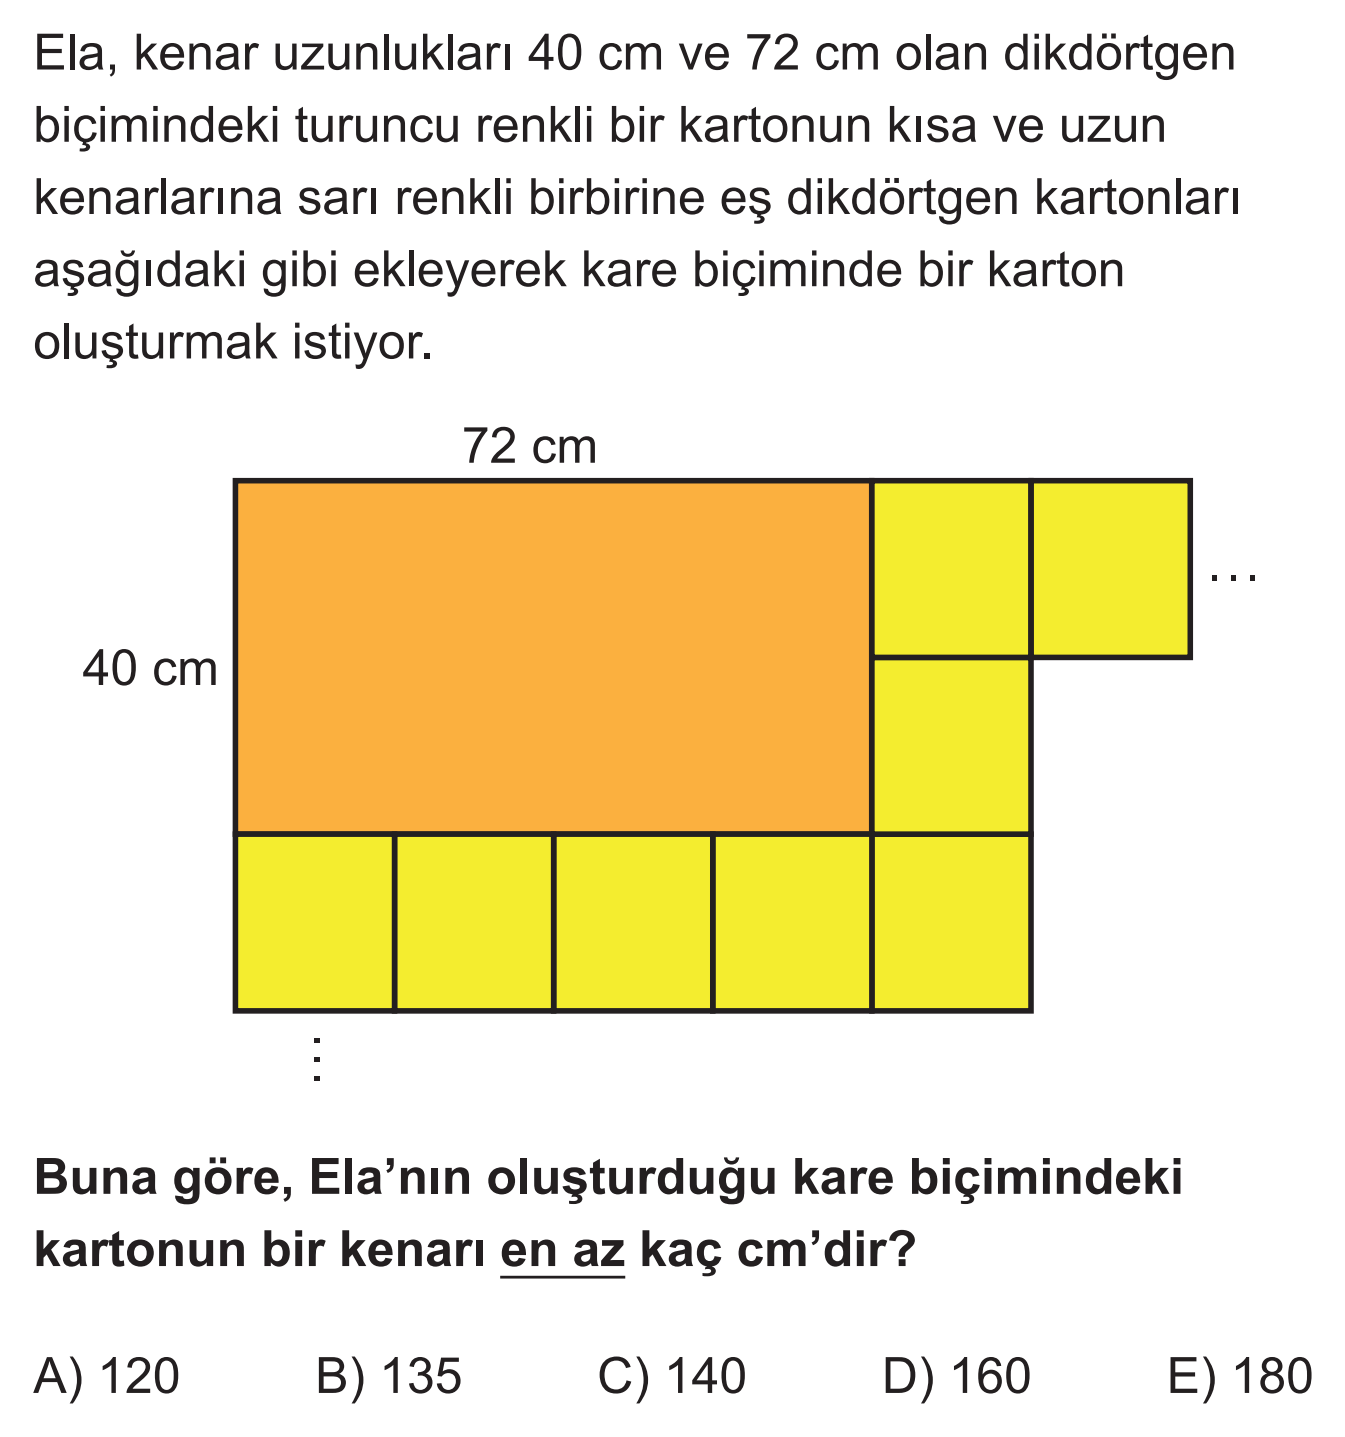 Ela, kenar uzunlukları 40 cm ve 72 cm olan dikdörtgen
biçimindeki turuncu renkli bir kartonun kısa ve uzun
kenarlarına sarı renkli birbirine eş dikdörtgen kartonları
aşağıdaki gibi ekleyerek kare biçiminde bir karton
oluşturmak istiyor.
72 cm
...
40 cm
⋮
Buna göre, Ela’nın oluşturduğu kare biçimindeki
kartonun bir kenarı en az kaç cm’dir?
A) 120 B) 135 C) 140 D) 160 E) 180